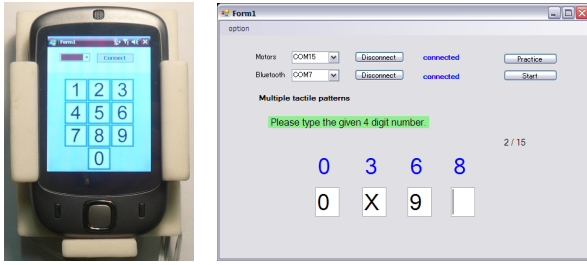 Form1
Connect
1 2 3
4 5 6
7 8 9
0
Form1
option
Motors COM15 Disconnect connected Practice
Bluetooth COM7 Disconnect connected Start
Multiple tactile patterns
Please type the given 4 digit number.
2 / 15
0 3 6 8
0 X 9